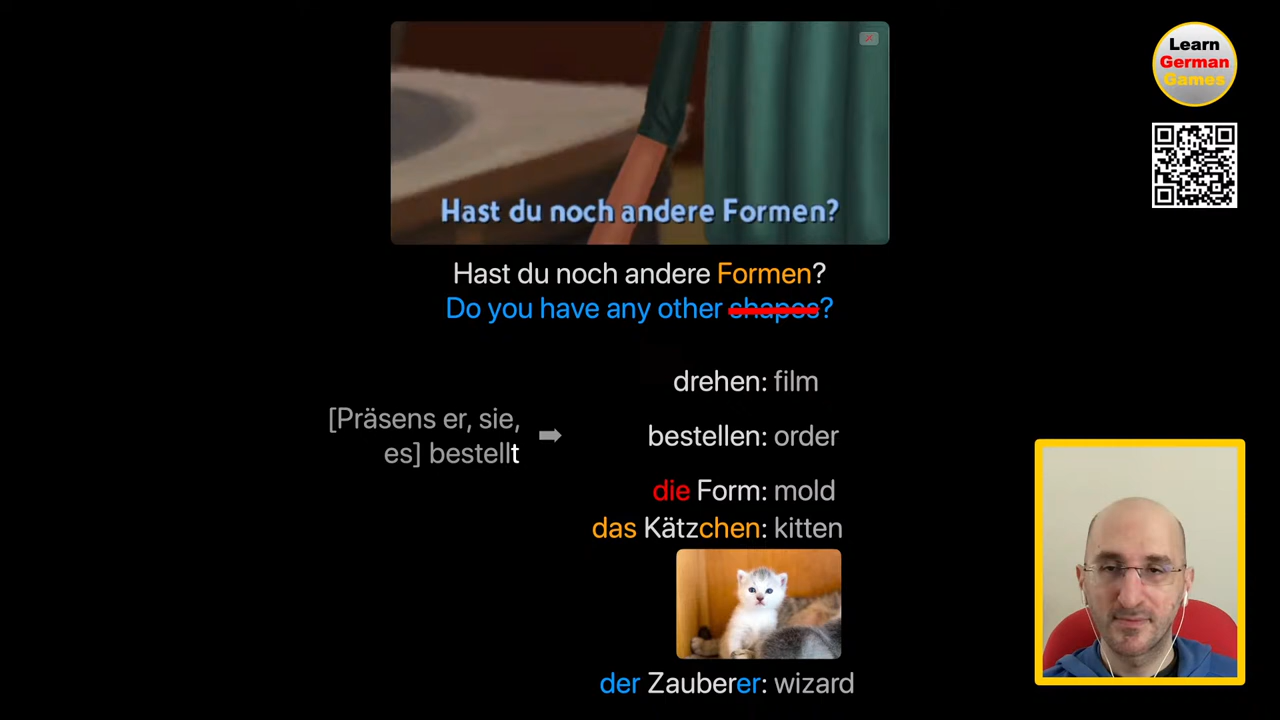 Learn
German
Games
Hast du noch andere Formen?
Hast du noch andere Formen?
Do you have any other shapes?
drehen: film
[Präsens er, sie,
es] bestellt
➡
bestellen: order
die Form: mold
das Kätzchen: kitten
der Zauberer: wizard